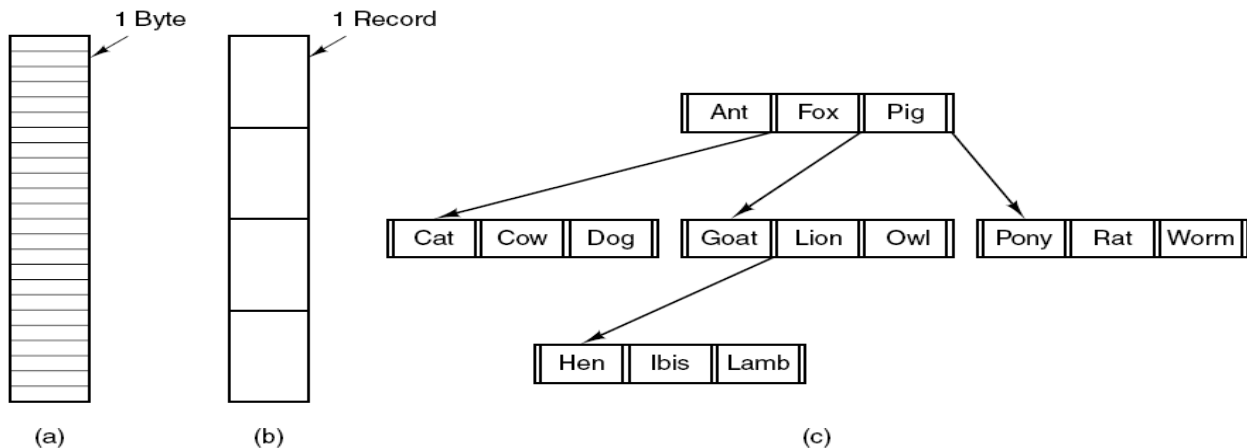 1 Byte
1 Record
Ant Fox Pig
Cat Cow Dog
Goat Lion Owl
Pony Rat Worm
Hen Ibis Lamb
(a)
(b)
(c)